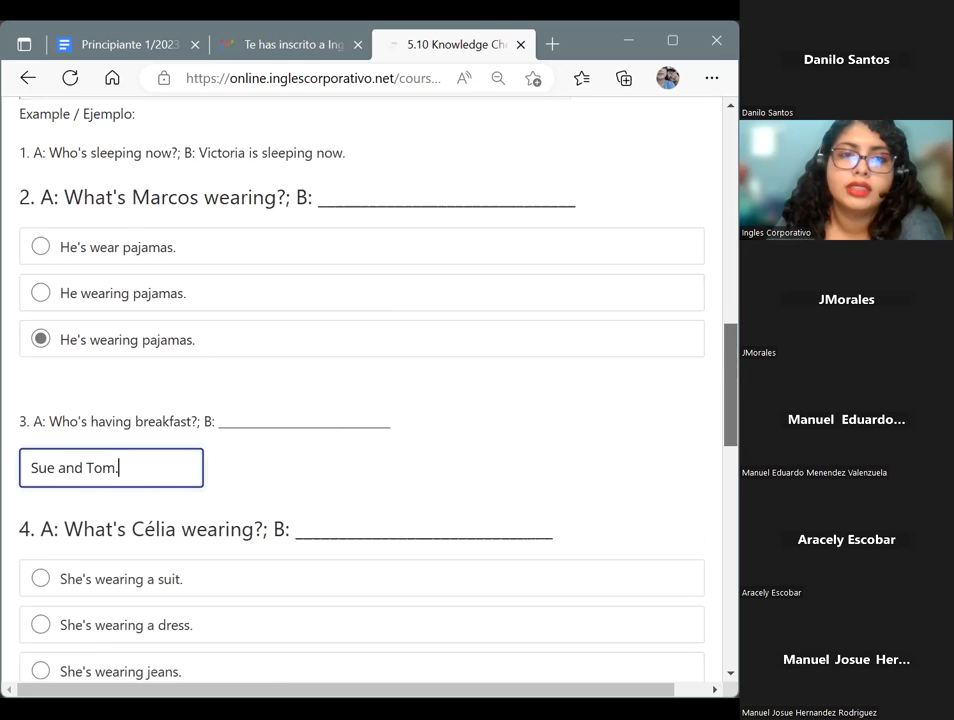 Principiante 1/2023
Te has inscrito a Ing
5.10 Knowledge Ch
https://online.inglescorporativo.net/cours...
Example / Ejemplo:
1. A: Who's sleeping now?; B: Victoria is sleeping now.
2. A: What's Marcos wearing?; B: ____________________________
He's wear pajamas.
He wearing pajamas.
He's wearing pajamas.
3. A: Who's having breakfast?; B: __________________________
Sue and Tom.
4. A: What's Célia wearing?; B: ____________________________
She's wearing a suit.
She's wearing a dress.
She's wearing jeans.
Danilo Santos
Danilo Santos
Ingles Corporativo
JMorales
JMorales
Manuel Eduardo...
Manuel Eduardo Menendez Valenzuela
Aracely Escobar
Aracely Escobar
Manuel Josue Her...
Manuel Josue Hernandez Rodriguez